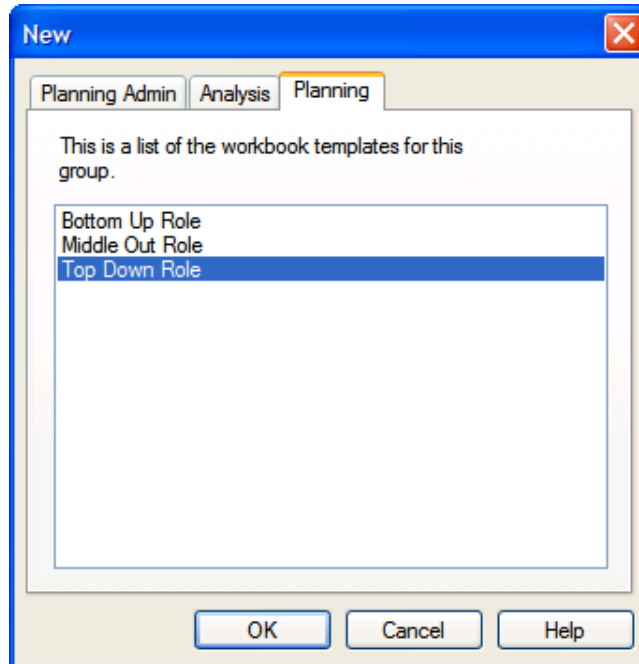 New
Planning Admin Analysis Planning
This is a list of the workbook templates for this
group.
Bottom Up Role
Middle Out Role
Top Down Role
OK Cancel Help